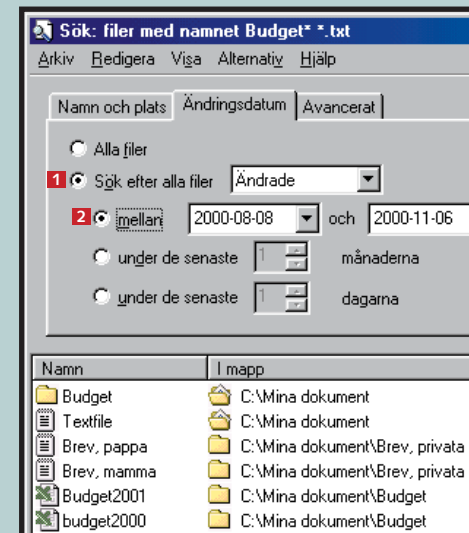 Sök: filer med namnet Budget* *.txt
Arkiv Redigera Visa Alternativ Hjälp
Namn och plats Ändringsdatum Avancerat
Alla filer
1 Sök efter alla filer Ändrade
2 mellan 2000-08-08 och 2000-11-06
under de senaste 1 månaderna
under de senaste 1 dagarna
Namn I mapp
Budget C:\Mina dokument
Textfile C:\Mina dokument
Brev, pappa C:\Mina dokument\Brev, privata
Brev, mamma C:\Mina dokument\Brev, privata
Budget2001 C:\Mina dokument\Budget
budget2000 C:\Mina dokument\Budget